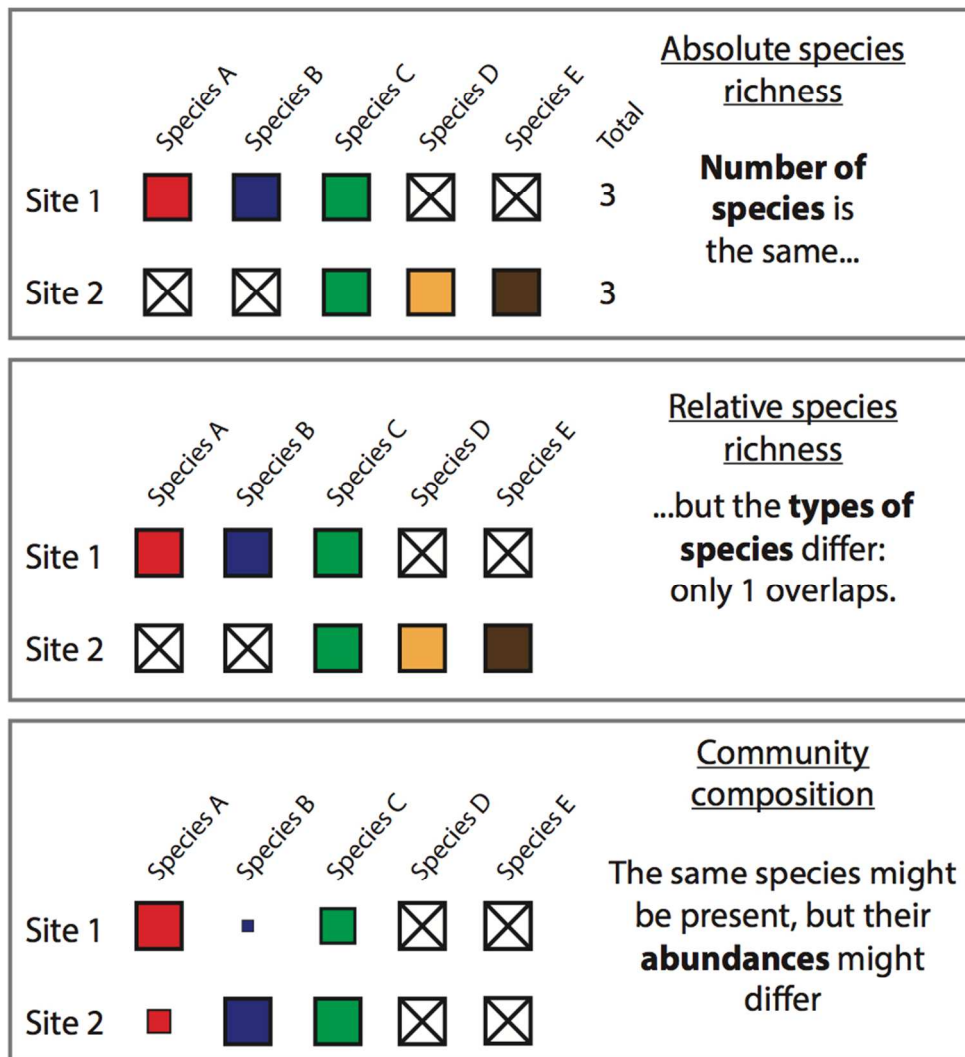 Species A
Species B
Species C
Species D
Species E
Total
Absolute species
richness
Site 1
3
Number of
species is
the same...
Site 2
3
Species A
Species B
Species C
Species D
Species E
Relative species
richness
Site 1
...but the types of
species differ:
only 1 overlaps.
Site 2
Species A
Species B
Species C
Species D
Species E
Community
composition
Site 1
The same species might
be present, but their
abundances might
differ
Site 2